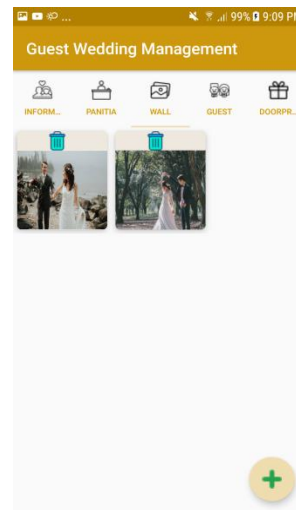 ... 99% 9:09 PM
Guest Wedding Management
INFORM... PANITIA WALL GUEST DOORPR...